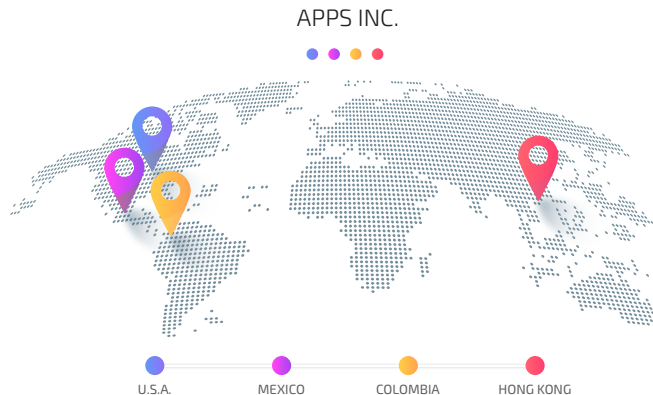 APPS INC.
U.S.A.
MEXICO
COLOMBIA
HONG KONG